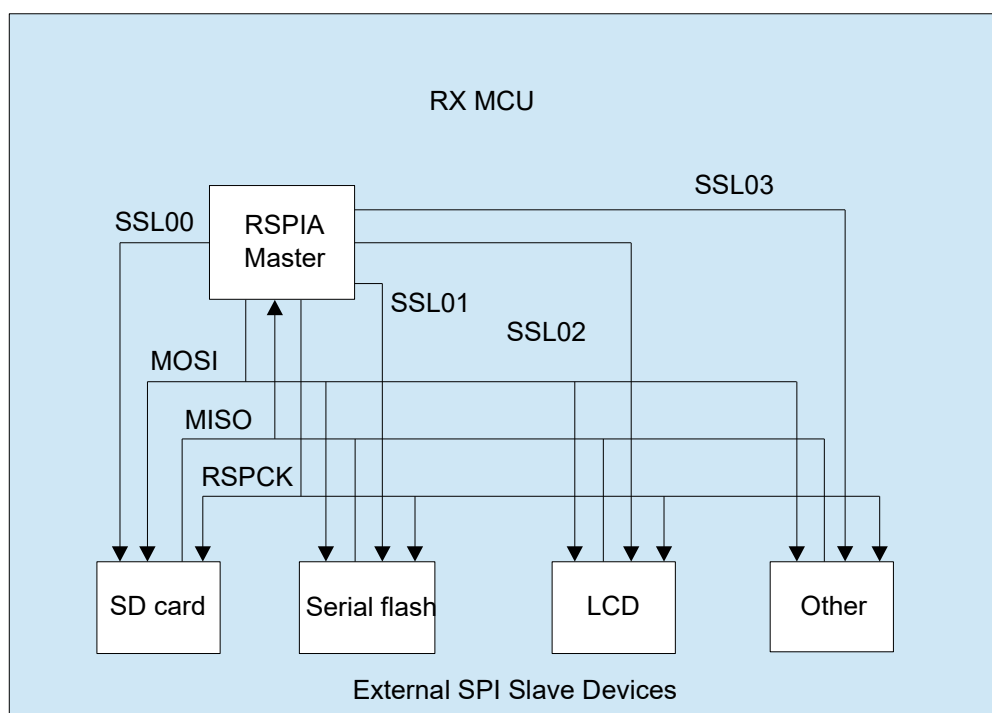 RX MCU
SSL03
SSL00
RSPIA
Master
SSL01
SSL02
MOSI
MISO
RSPCK
SD card
Serial flash
LCD
Other
External SPI Slave Devices